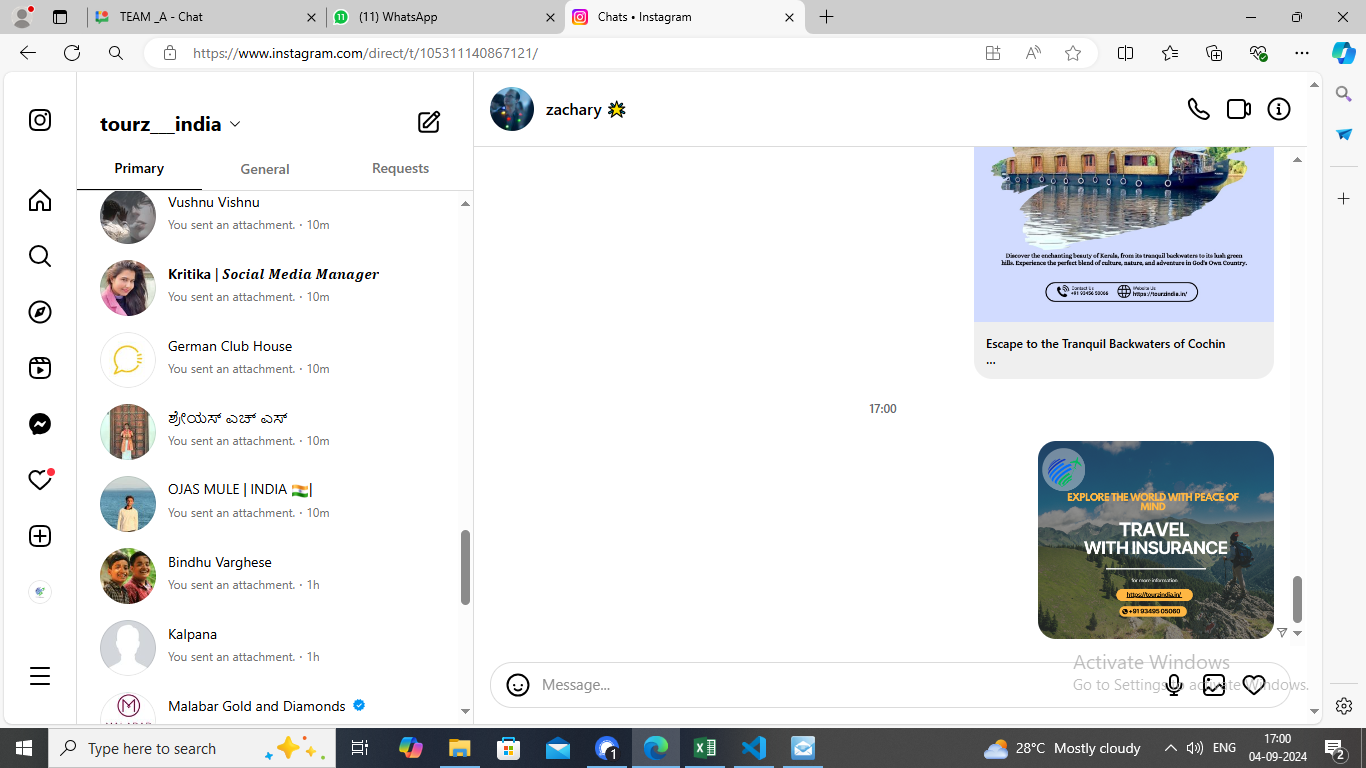 TEAM _A - Chat
(11) WhatsApp
Chats • Instagram
https://www.instagram.com/direct/t/105311140867121/
tourz___india
Primary
General
Requests
Vushnu Vishnu
You sent an attachment. · 10m
Kritika | 𝑺𝒐𝒄𝒊𝒂𝒍 𝑴𝒆𝒅𝒊𝒂 𝑴𝒂𝒏𝒂𝒈𝒆𝒓
You sent an attachment. · 10m
German Club House
You sent an attachment. · 10m
ಶ್ರೇಯಸ್ ಎಚ್ ಎಸ್
You sent an attachment. · 10m
OJAS MULE | INDIA 🇮🇳|
You sent an attachment. · 10m
Bindhu Varghese
You sent an attachment. · 1h
Kalpana
You sent an attachment. · 1h
Malabar Gold and Diamonds
zachary 🌟
Discover the enchanting beauty of Kerala, from its tranquil backwaters to its lush green
hills. Experience the perfect blend of culture, nature, and adventure in God's Own Country.
Contact Us
Website Us
https://tourzindia.in/
Escape to the Tranquil Backwaters of Cochin
...
17:00
EXPLORE THE WORLD WITH PEACE OF
MIND
TRAVEL
WITH INSURANCE
for more information
https://tourzindia.in/
+91 93495 05060
Message...
Activate Windows
Go to Settings to activate Windows.
Type here to search
28°C Mostly cloudy
ENG
17:00
04-09-2024
2